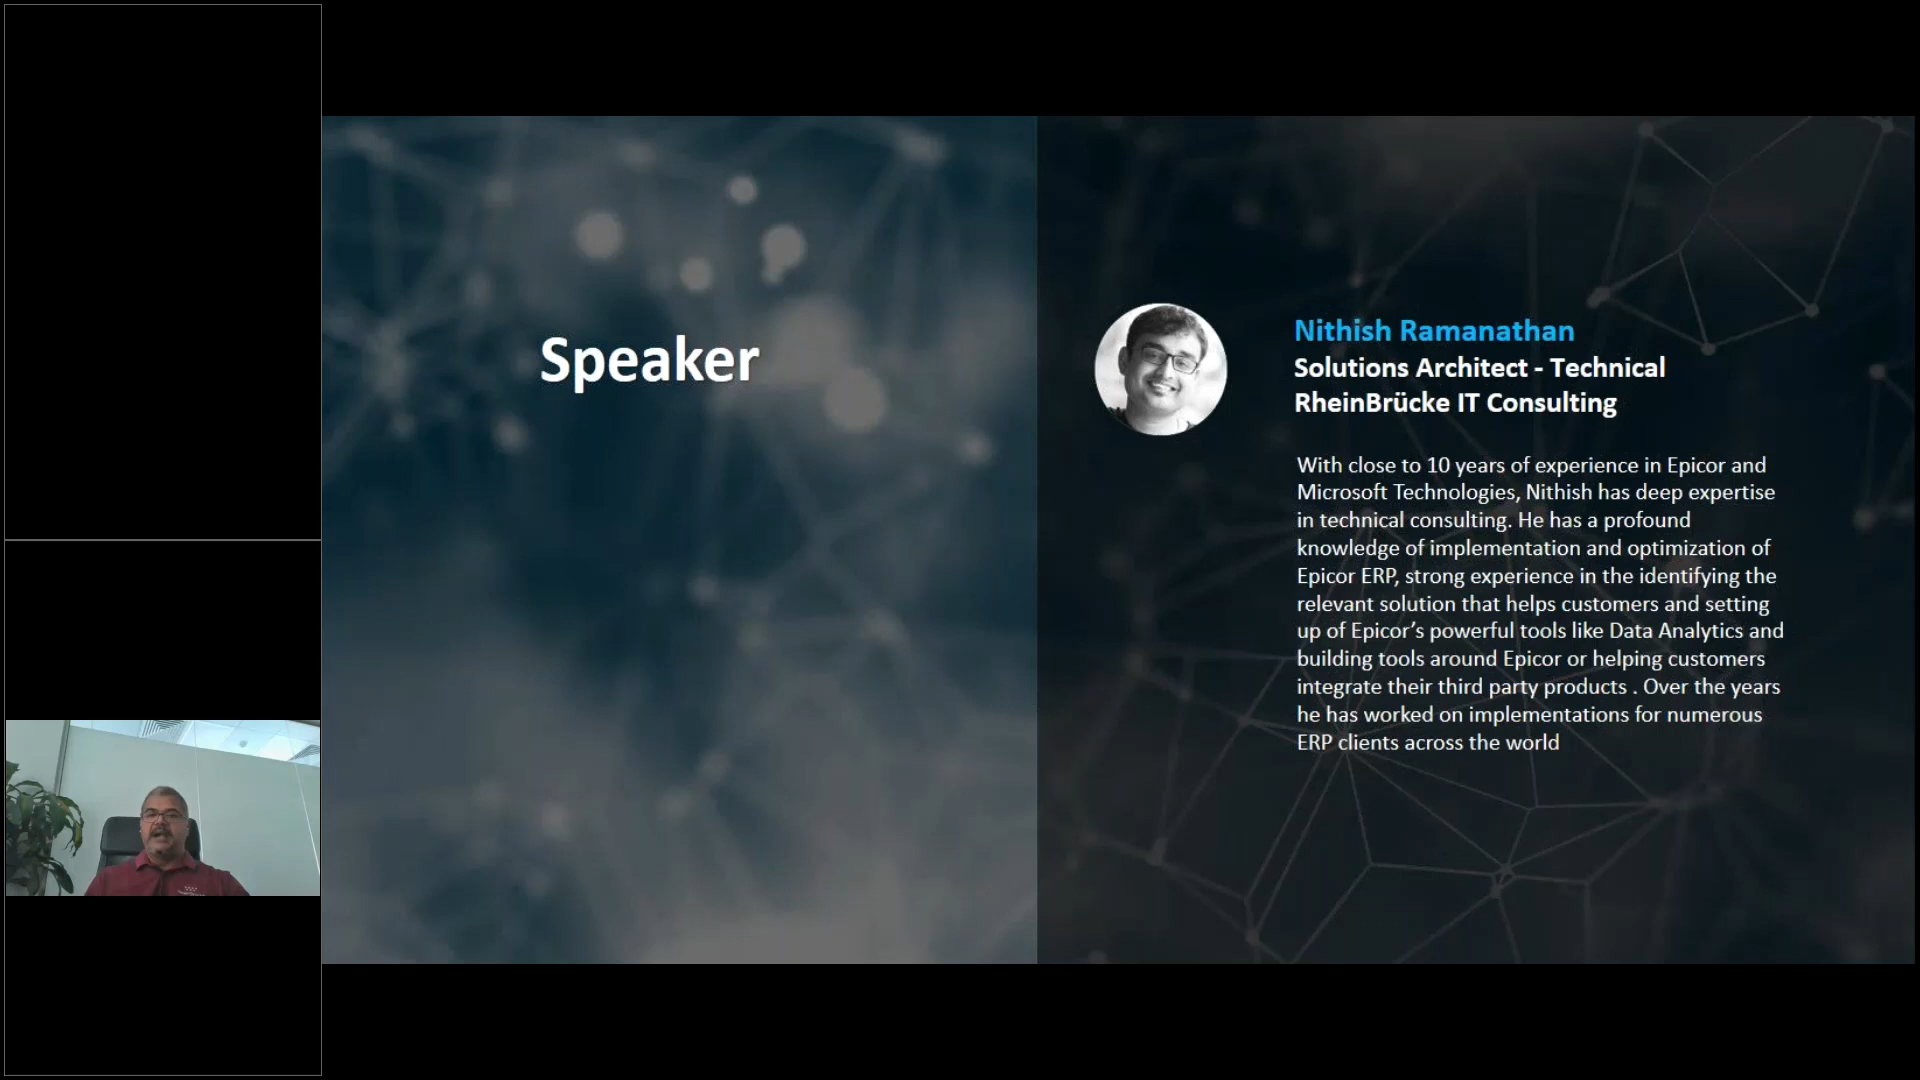 Speaker
Nithish Ramanathan
Solutions Architect - Technical
RheinBrücke IT Consulting
With close to 10 years of experience in Epicor and
Microsoft Technologies, Nithish has deep expertise
in technical consulting. He has a profound
knowledge of implementation and optimization of
Epicor ERP, strong experience in the identifying the
relevant solution that helps customers and setting
up of Epicor’s powerful tools like Data Analytics and
building tools around Epicor or helping customers
integrate their third party products . Over the years
he has worked on implementations for numerous
ERP clients across the world